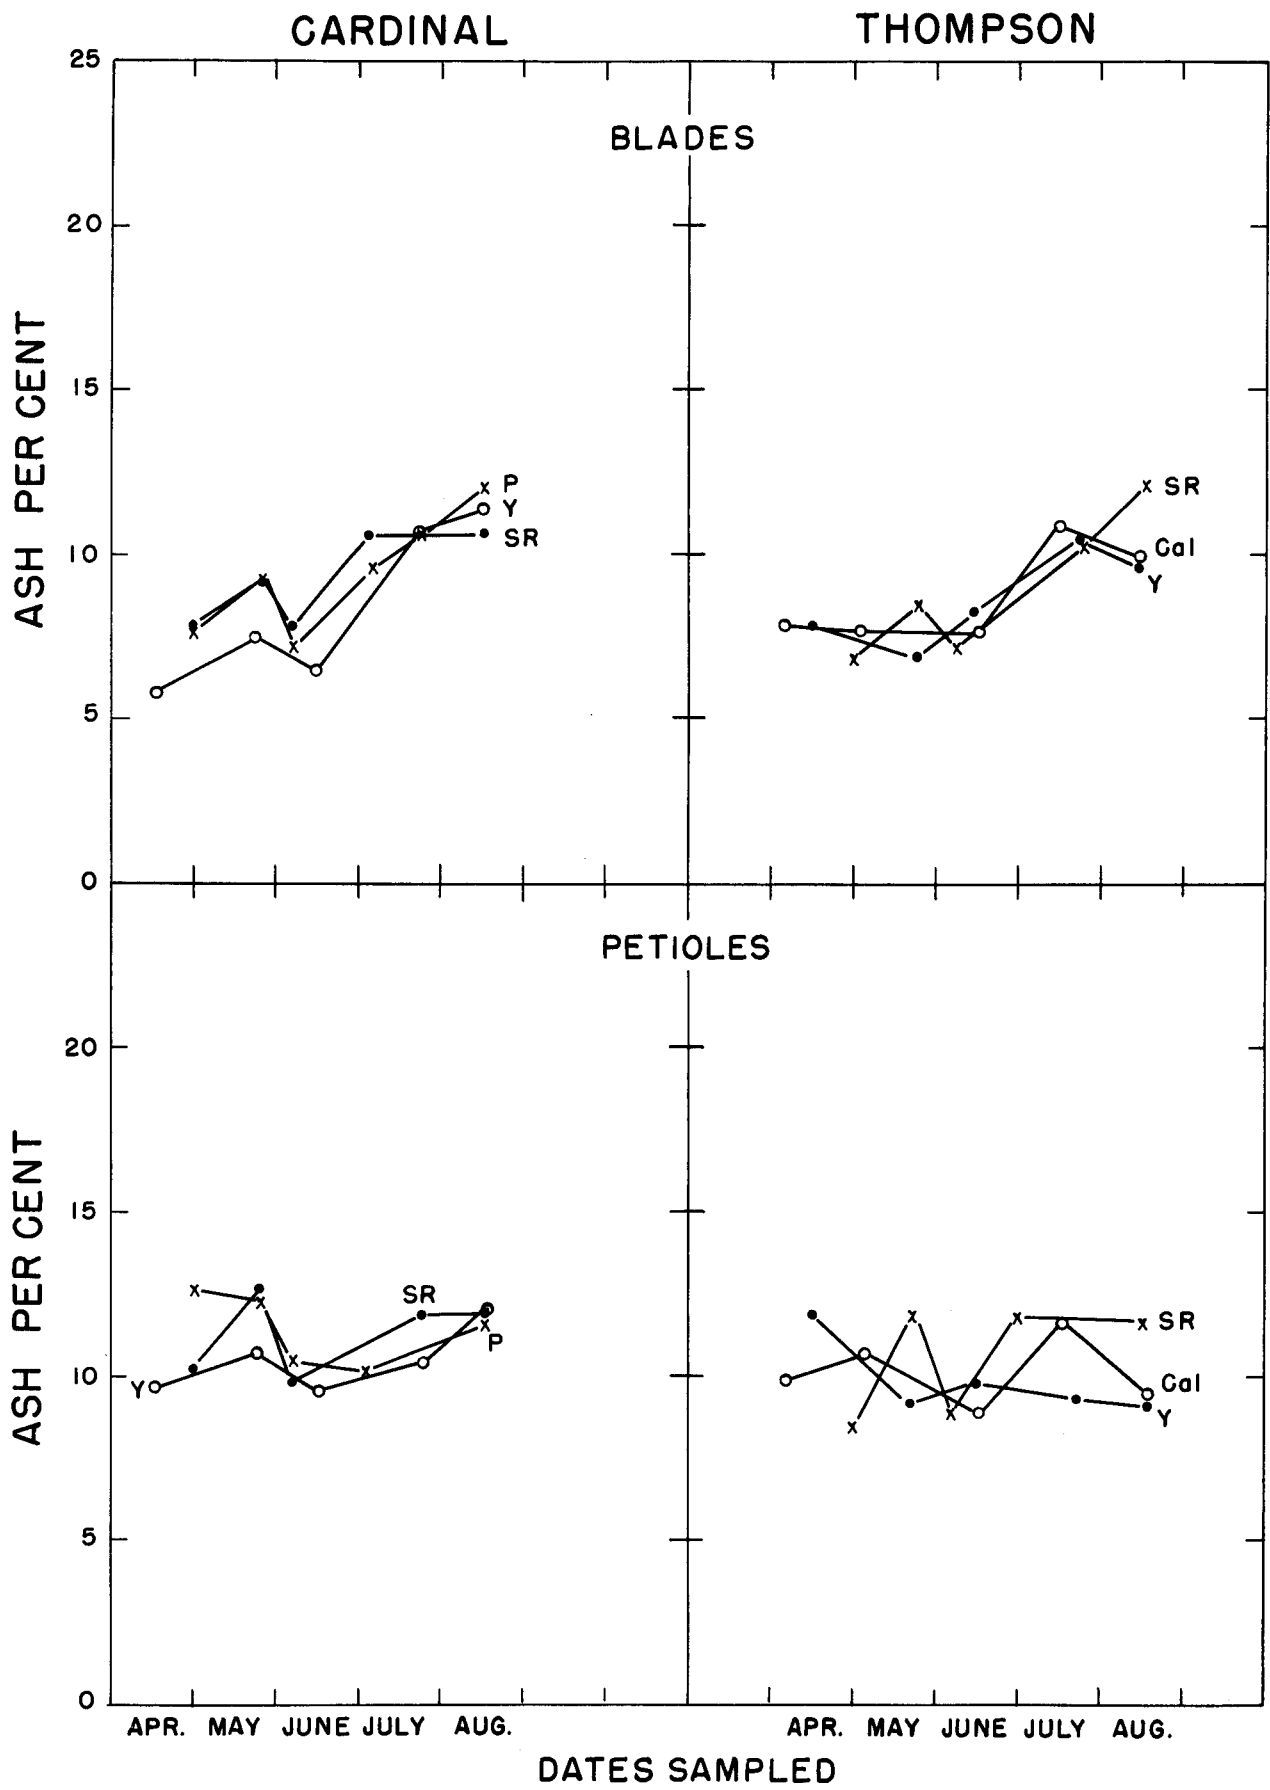 CARDINAL THOMPSON
25
BLADES
20
15
ASH PER CENT
P
Y
SR
SR
Cal
Y
10
5
0
PETIOLES
20
15
ASH PER CENT
SR
P
Y
SR
Cal
Y
10
5
0
APR. MAY JUNE JULY AUG. APR. MAY JUNE JULY AUG.
DATES SAMPLED